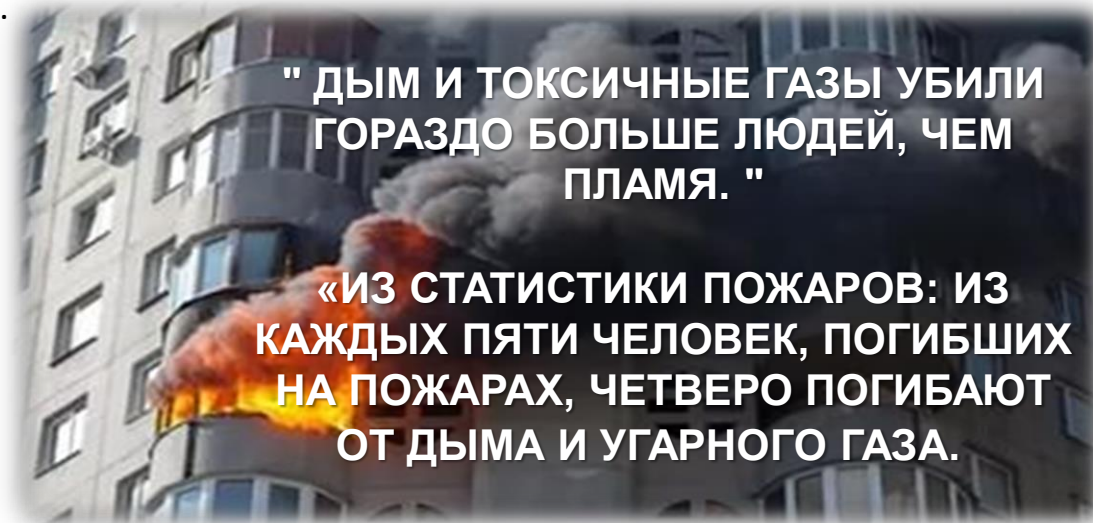 .
" ДЫМ И ТОКСИЧНЫЕ ГАЗЫ УБИЛИ
ГОРАЗДО БОЛЬШЕ ЛЮДЕЙ, ЧЕМ
ПЛАМЯ. "
«ИЗ СТАТИСТИКИ ПОЖАРОВ: ИЗ
КАЖДЫХ ПЯТИ ЧЕЛОВЕК, ПОГИБШИХ
НА ПОЖАРАХ, ЧЕТВЕРО ПОГИБАЮТ
ОТ ДЫМА И УГАРНОГО ГАЗА.